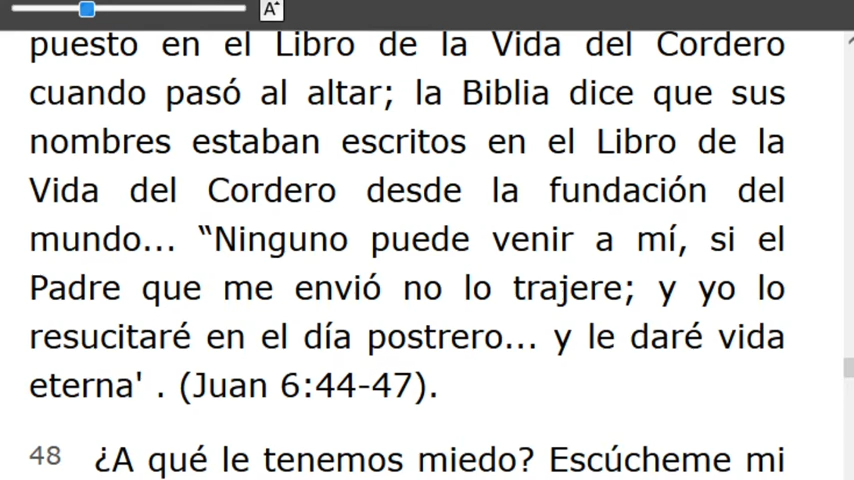 A
puesto en el Libro de la Vida del Cordero
cuando pasó al altar; la Biblia dice que sus
nombres estaban escritos en el Libro de la
Vida del Cordero desde la fundación del
mundo... “Ninguno puede venir a mí, si el
Padre que me envió no lo trajere; y yo lo
resucitaré en el día postrero... y le daré vida
eterna' . (Juan 6:44-47).
48 ¿A qué le tenemos miedo? Escúcheme mi